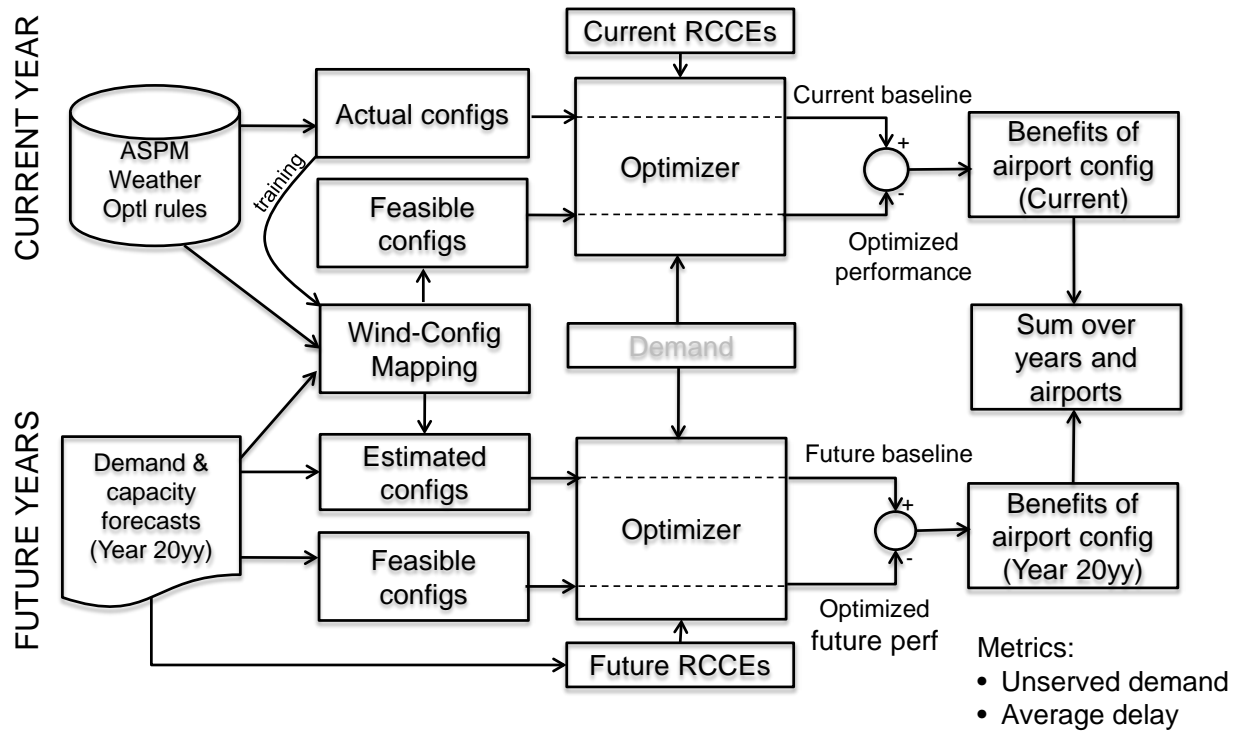 CURRENT YEAR
Current RCCEs
ASPM
Weather
Optl rules
Actual configs
training
Feasible
configs
Optimizer
Current baseline
+
-
Optimized
performance
Benefits of
airport config
(Current)
Wind-Config
Mapping
Demand
Sum over
years and
airports
FUTURE YEARS
Demand &
capacity
forecasts
(Year 20yy)
Estimated
configs
Feasible
configs
Optimizer
Future baseline
+
-
Optimized
future perf
Benefits of
airport config
(Year 20yy)
Future RCCEs
Metrics:
• Unserved demand
• Average delay